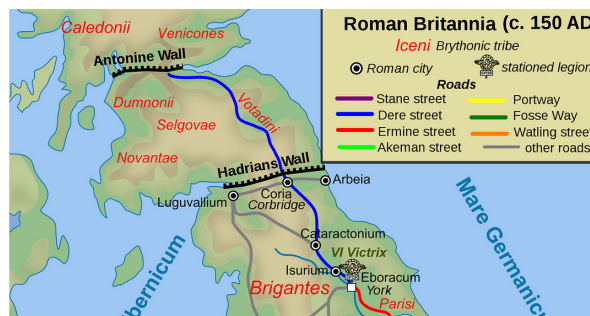 Roman Britannia (c. 150 AD
Iceni Brythonic tribe
Roman city
stationed legion
Roads
Stane street
Portway
Dere street
Fosse Way
Ermine street
Watling street
Akeman street
other roads
Caledonii
Venicones
Antonine Wall
Dumnonii
Votadini
Selgovae
Novantae
Hadrians Wall
Arbeia
Coria
Corbridge
Luguvallium
Mare Germanicu
Cataractonium
VI Victrix
Isurium
Eboracum
York
Brigantes
Parisi
bernicum